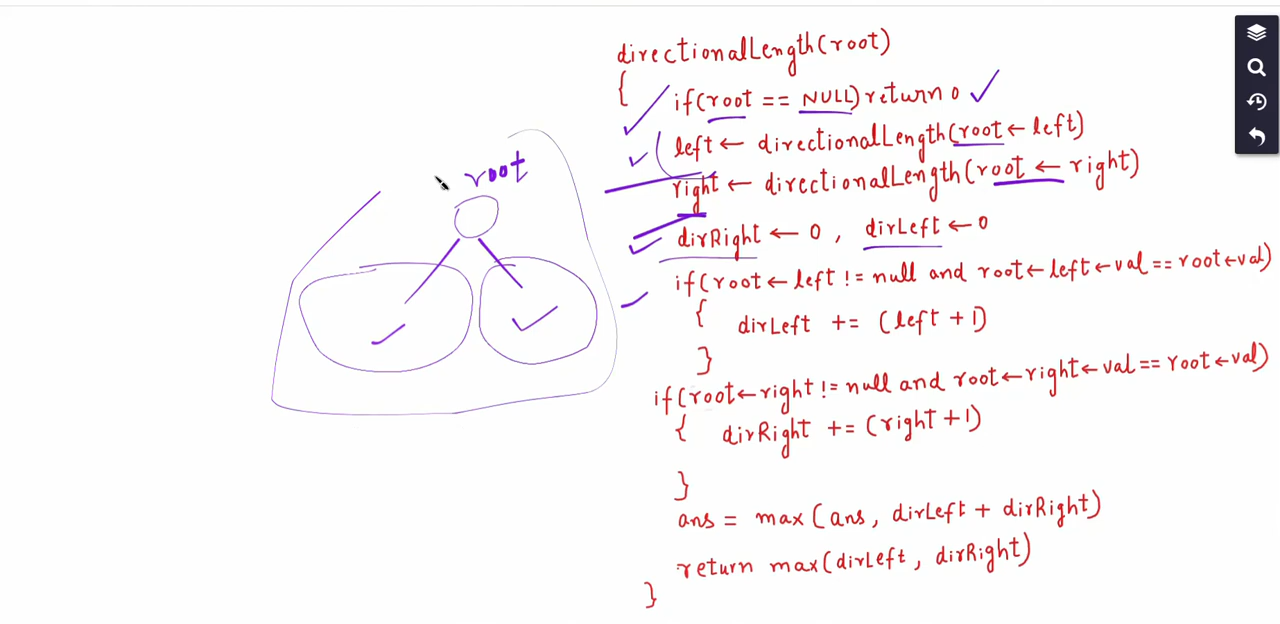 directionalLength(root)
{
if(root == NULL) return 0
left ← directionalLength(root ← left)
right ← directionalLength(root ← right)
dirRight ← 0 , dirLeft ← 0
if(root ← left != null and root ← left ← val == root ← val)
{ dirLeft += (left + 1)
}
if(root ← right != null and root ← right ← val == root ← val)
{ dirRight += (right + 1)
}
ans = max(ans, dirLeft + dirRight)
return max(dirLeft, dirRight)
}
root